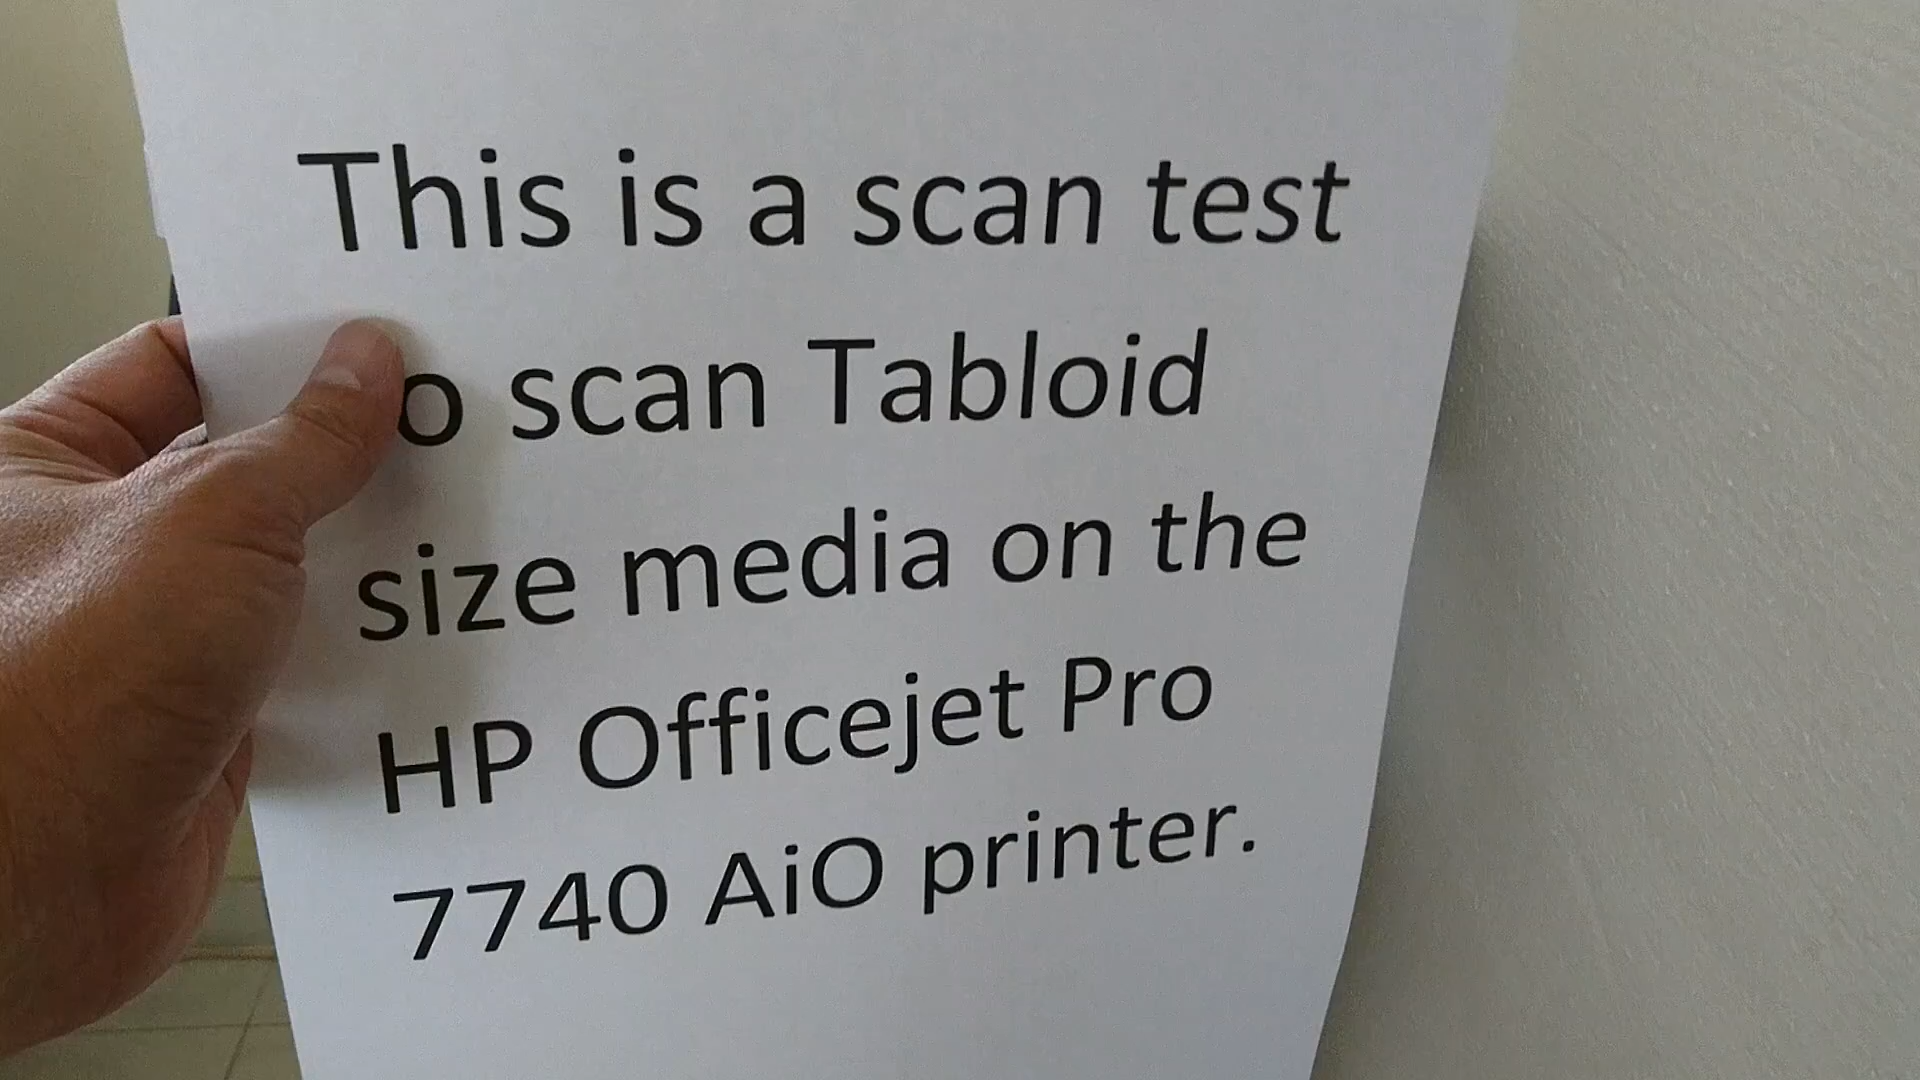 This is a scan test
o scan Tabloid
size media on the
HP Officejet Pro
7740 AiO printer.